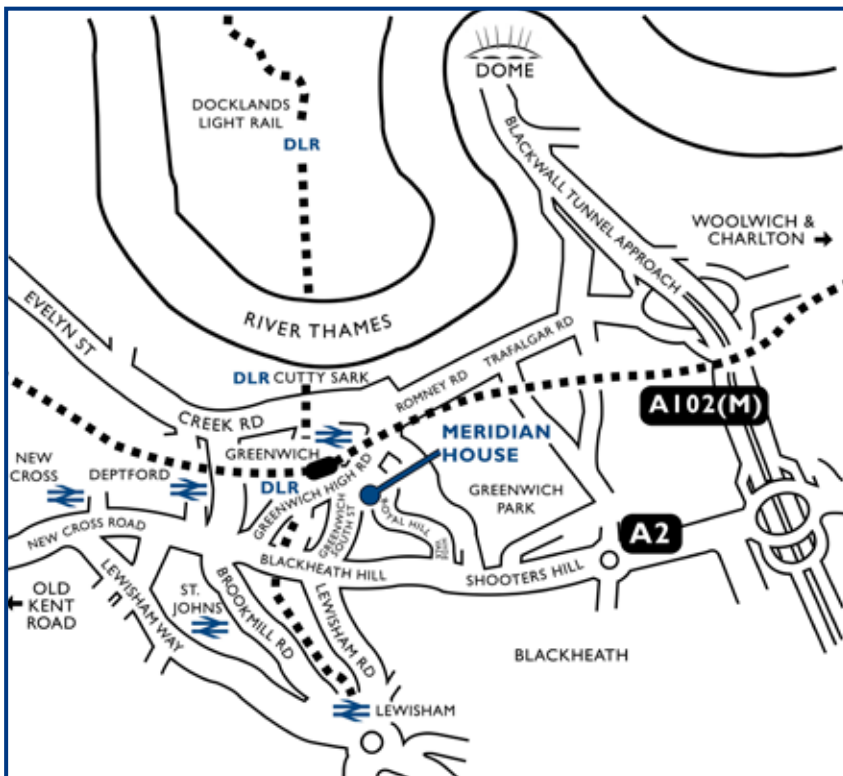 DOME
DOCKLANDS
LIGHT RAIL
DLR
BLACKWALL TUNNEL APPROACH
WOOLWICH &
CHARLTON
EVELYN ST
RIVER THAMES
TRAFALGAR RD
DLR CUTTY SARK
ROMNEY RD
A102(M)
CREEK RD
MERIDIAN
HOUSE
NEW
CROSS
DEPTFORD
GREENWICH
DLR
GREENWICH HIGH RD
GREENWICH
PARK
ROYAL HILL
GREENWICH
SOUTH ST
NEW CROSS ROAD
A2
BLACKHEATH HILL
SHOOTERS HILL
OLD
KENT
ROAD
LEWISHAM WAY
ST.
JOHNS
BROOKMILL RD
LEWISHAM RD
BLACKHEATH
LEWISHAM